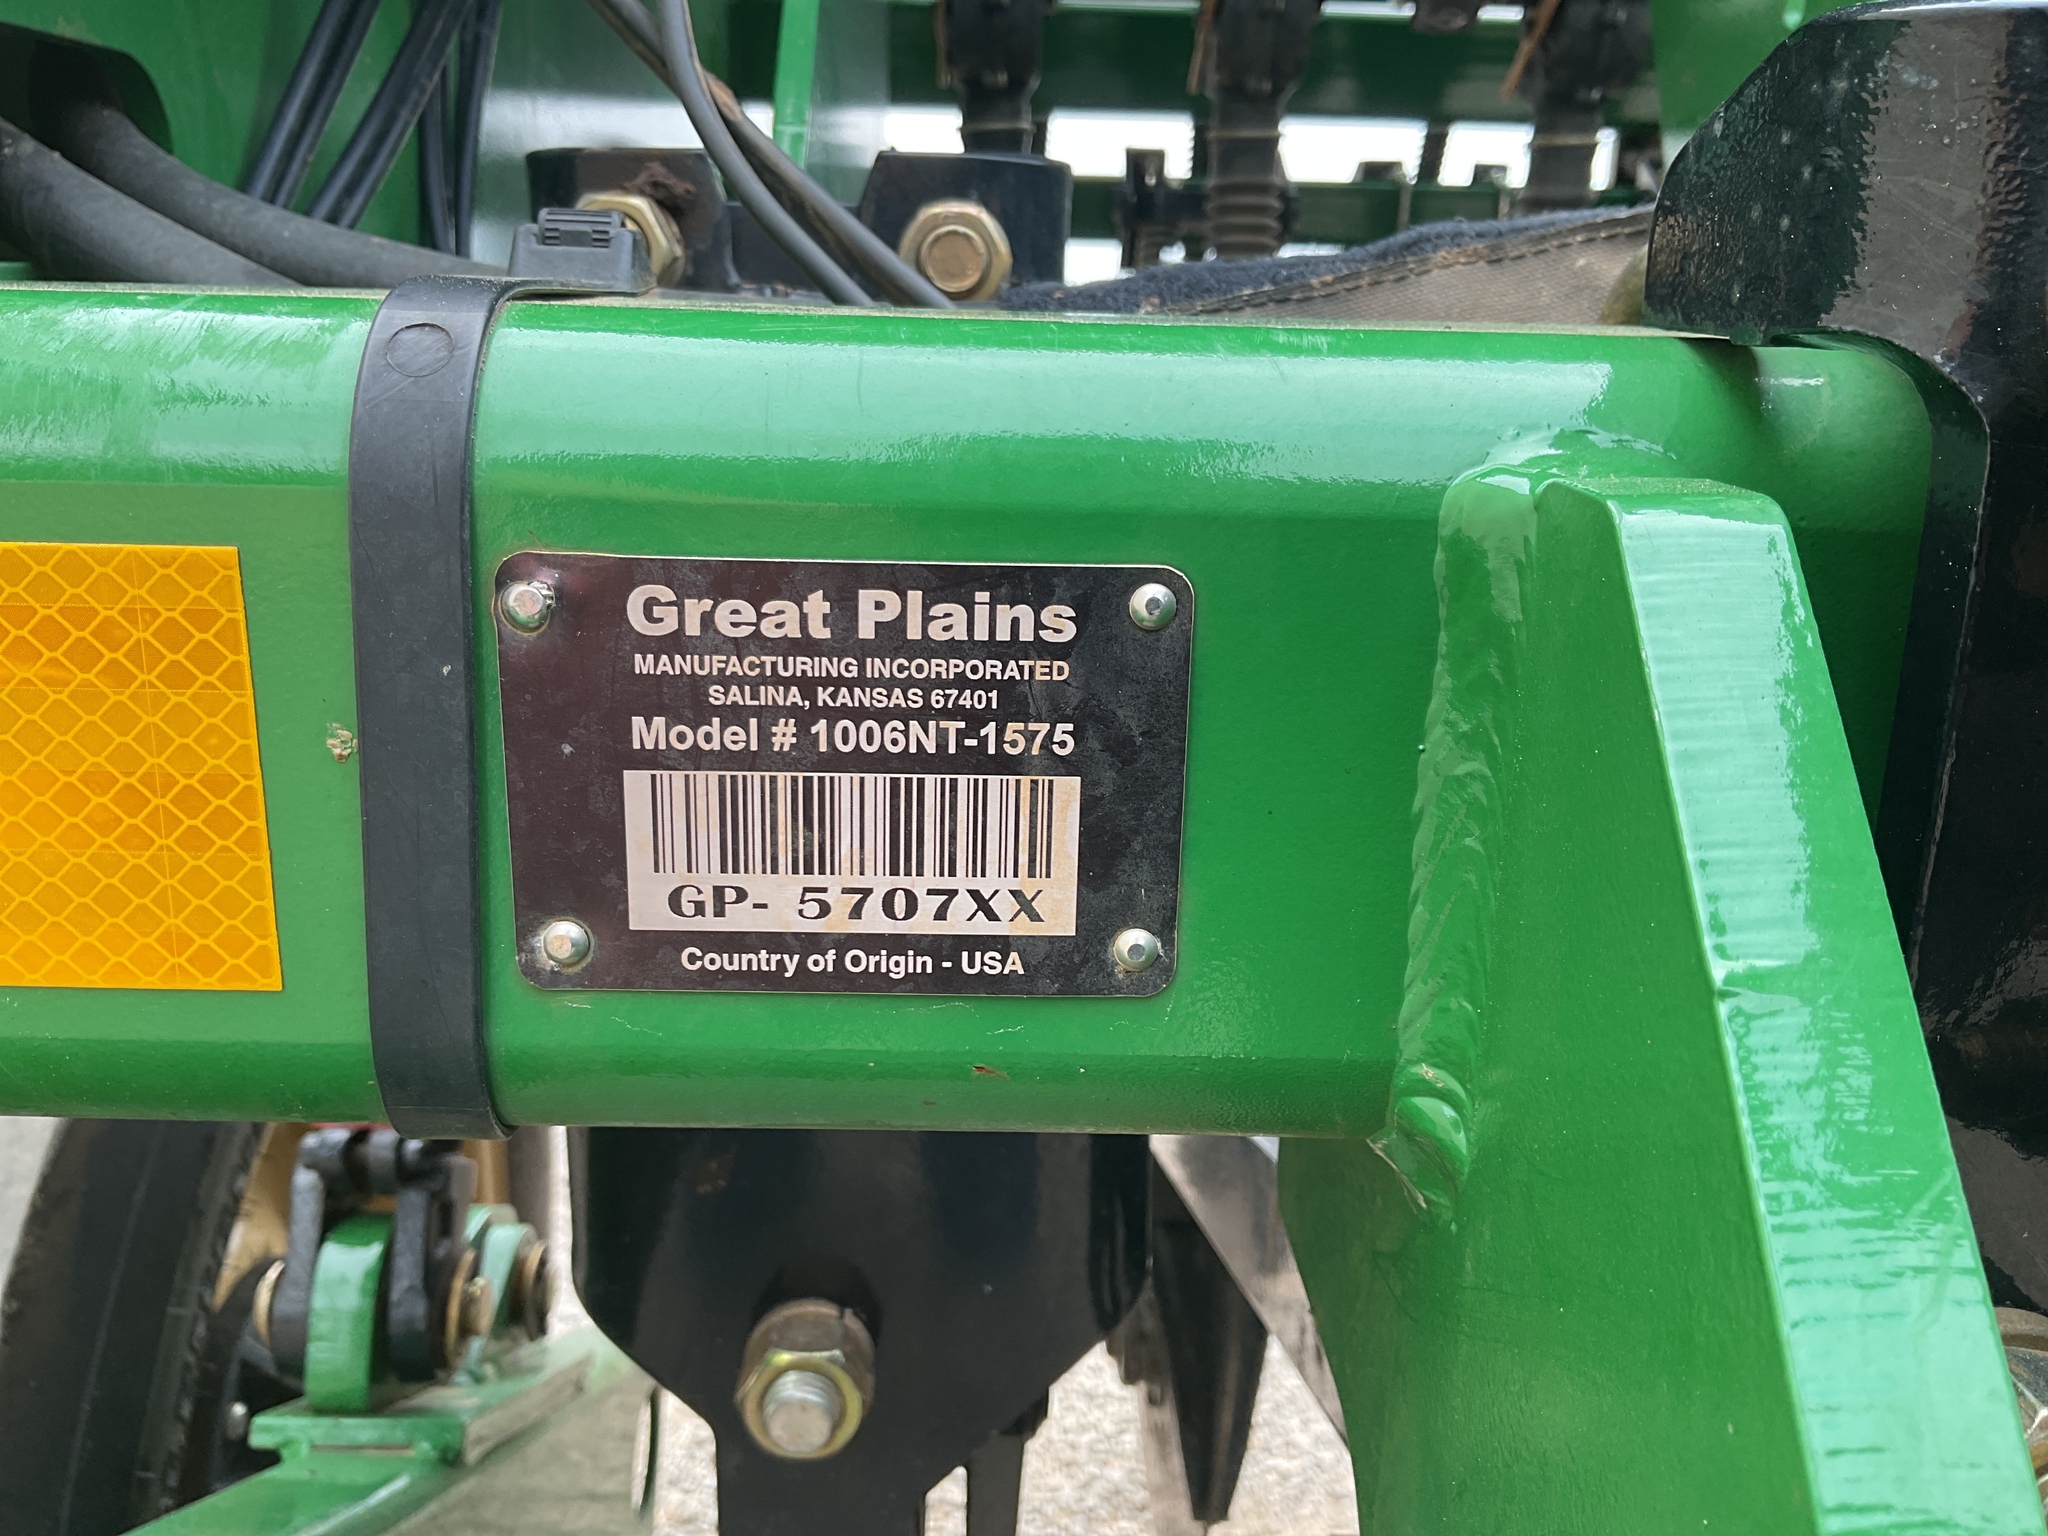 Great Plains
MANUFACTURING INCORPORATED
SALINA, KANSAS 67401
Model # 1006NT-1575
GP- 5707XX
Country of Origin - USA